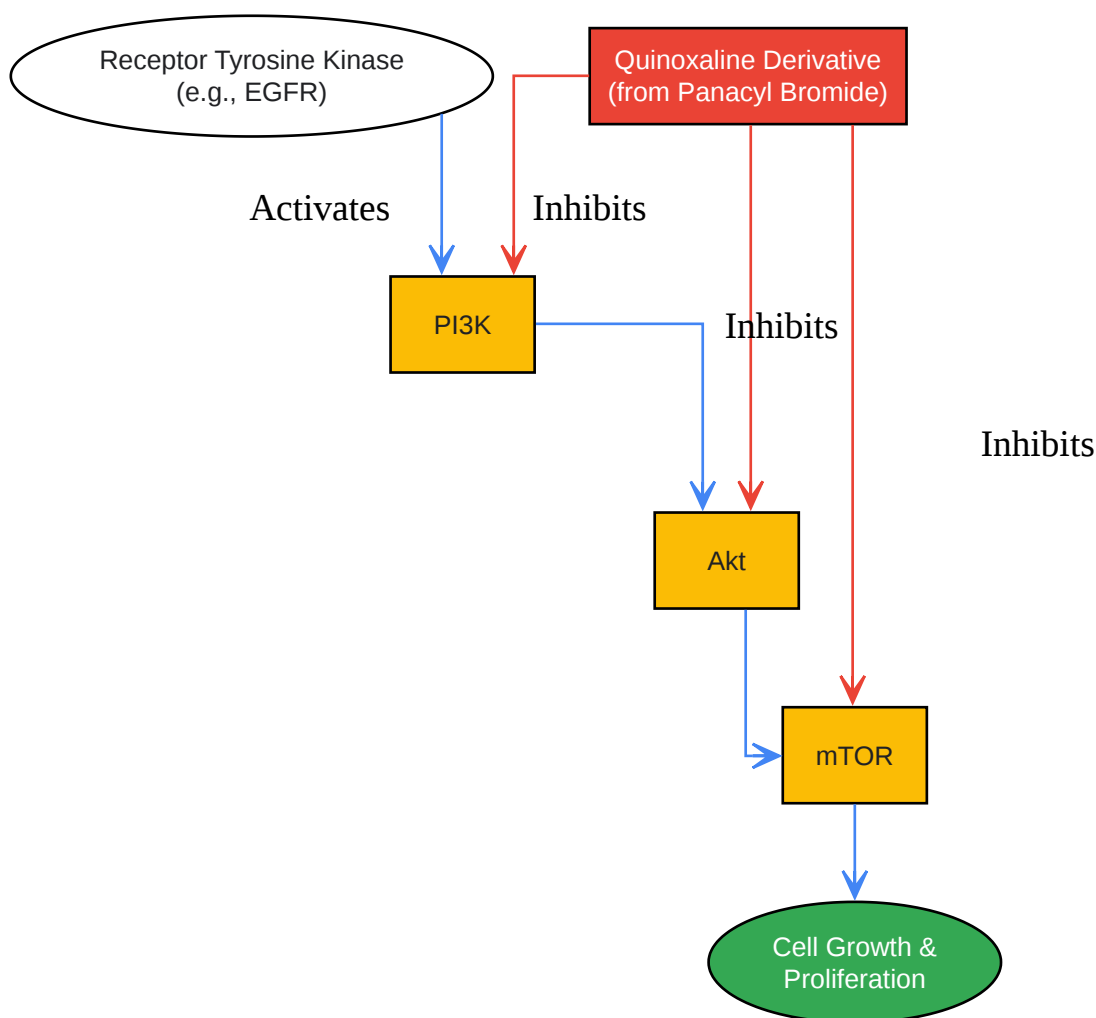 Receptor Tyrosine Kinase
(e.g., EGFR)
Quinoxaline Derivative
(from Panacyl Bromide)
Activates
Inhibits
PI3K
Inhibits
Inhibits
Akt
mTOR
Cell Growth &
Proliferation